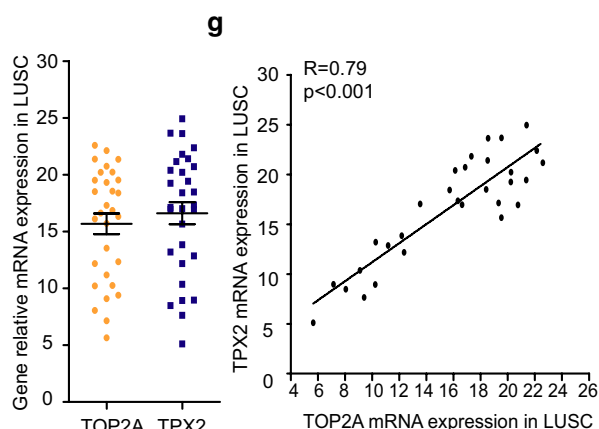 g
Gene relative mRNA expression in LUSC
30
25
20
15
10
5
0
TOP2A TPX2
R=0.79
p<0.001
TPX2 mRNA expression in LUSC
30
25
20
15
10
5
0
4 6 8 10 12 14 16 18 20 22 24 26
TOP2A mRNA expression in LUSC